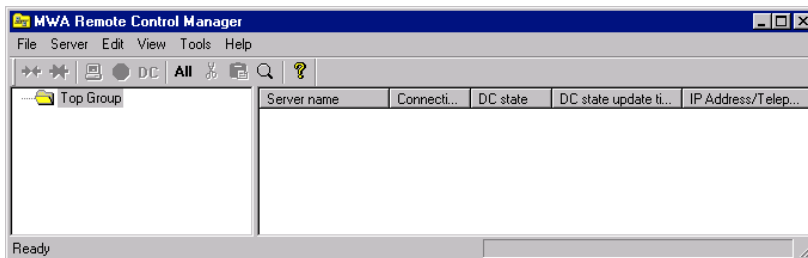 MWA Remote Control Manager
File Server Edit View Tools Help
DC All ?
Top Group
Server name Connecti... DC state DC state update ti... IP Address/Telep...
Ready